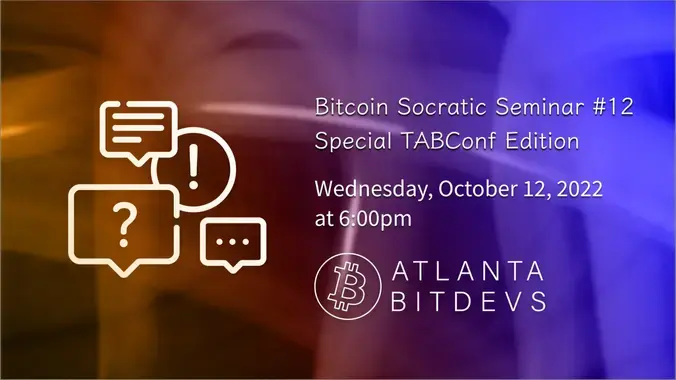 Bitcoin Socratic Seminar #12
Special TABConf Edition
Wednesday, October 12, 2022
at 6:00pm
ATLANTA
BITDEVS